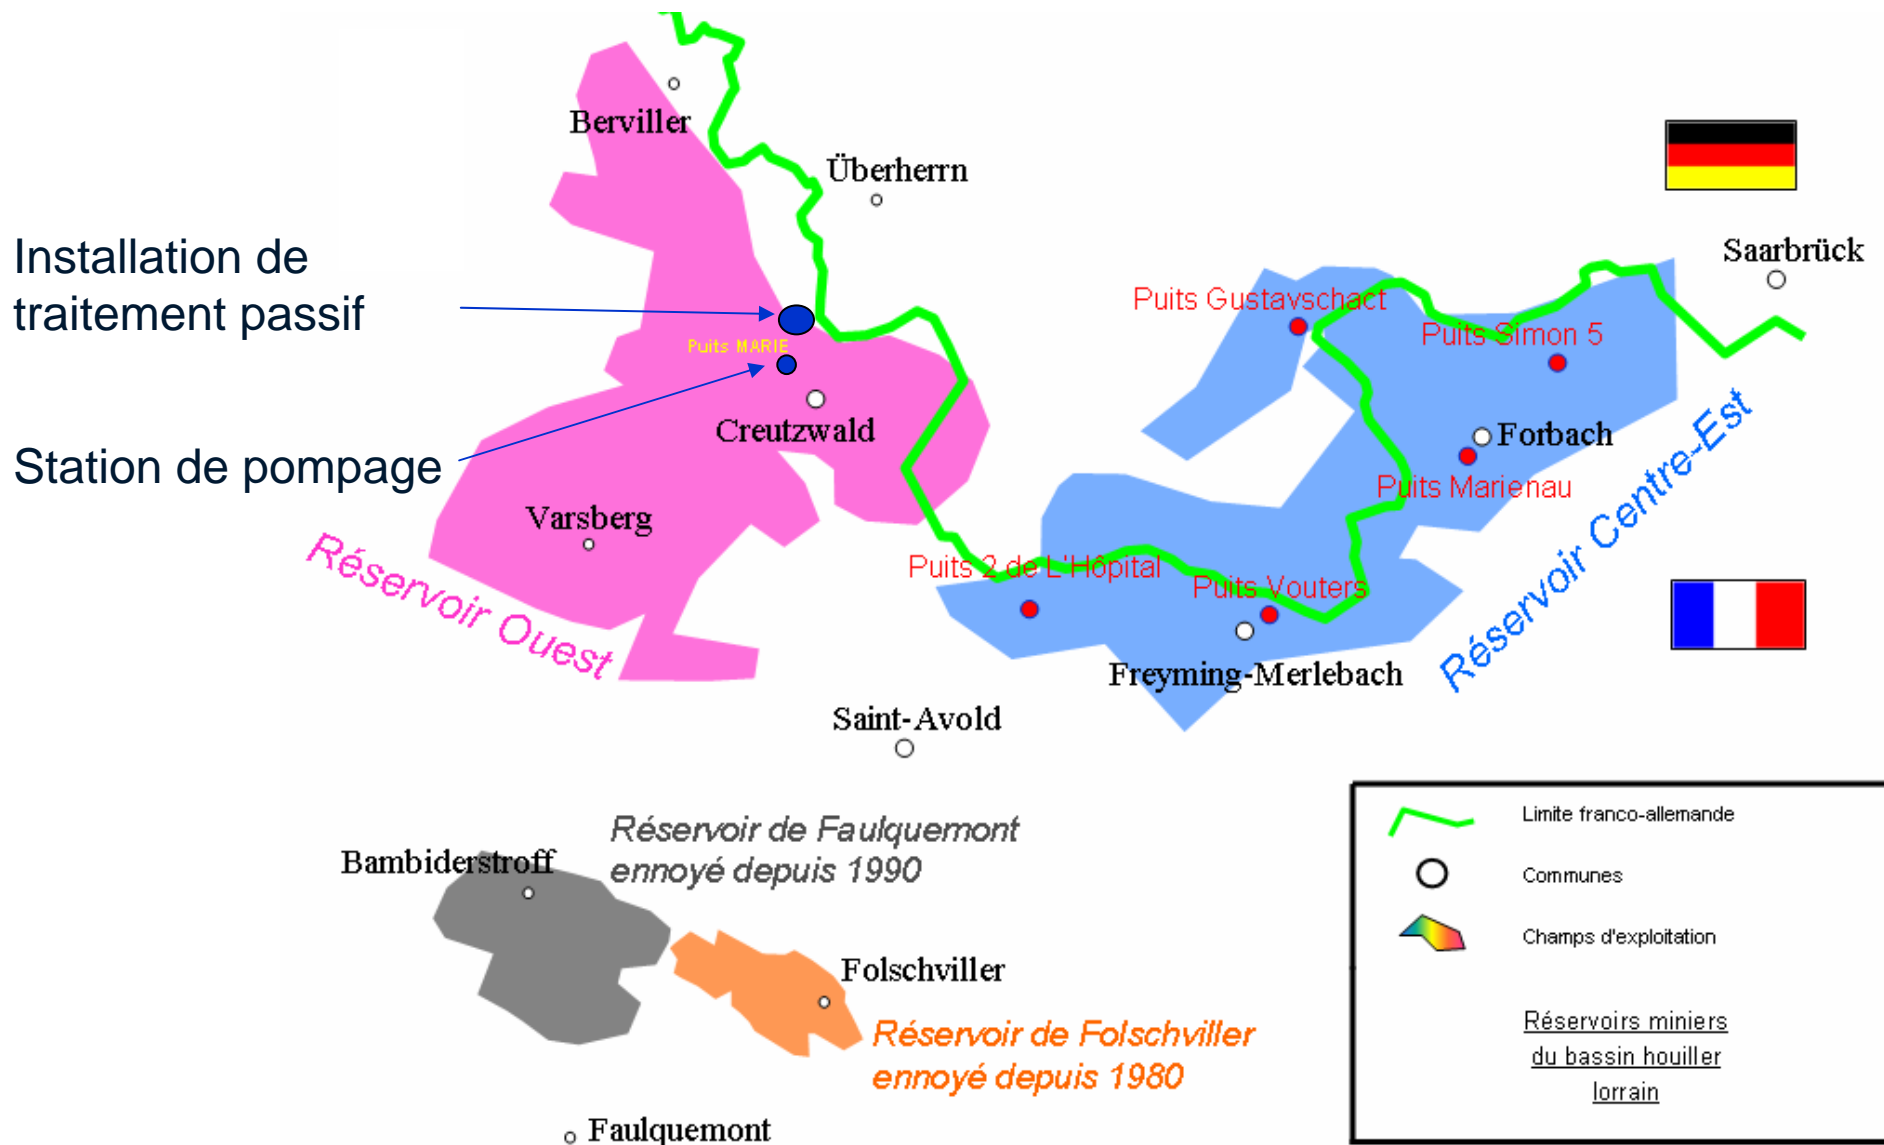 Berviller
Überherrn
Saarbrück
Installation de
traitement passif
Puits Gustavschact
Puits Simon 5
Puits MARIE
Creutzwald
Forbach
Station de pompage
Puits Marienau
Varsberg
Réservoir Ouest
Puits 2 de L'Hôpital
Puits Vouters
Réservoir Centre-Est
Freyming-Merlebach
Saint-Avold
Réservoir de Faulquemont
ennoyé depuis 1990
Bambiderstroff
Folschviller
Réservoir de Folschviller
ennoyé depuis 1980
Faulquemont
Limite franco-allemande
Communes
Champs d'exploitation
Réservoirs miniers
du bassin houiller
lorrain